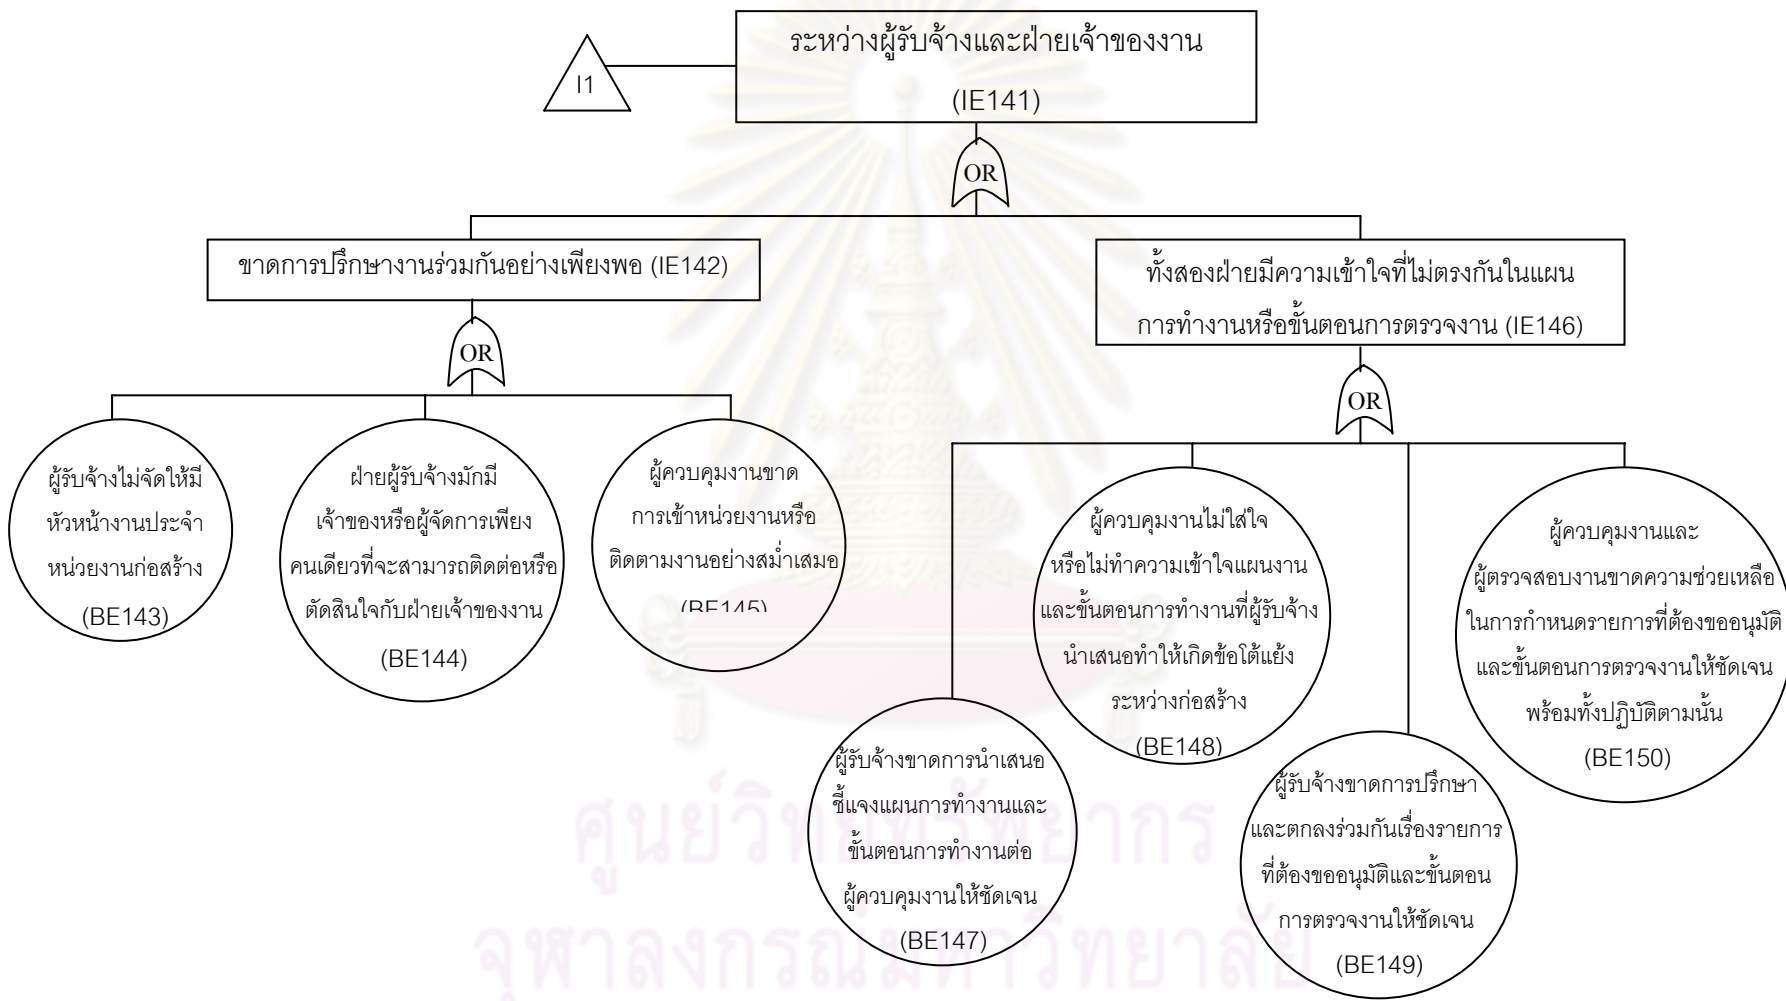 ระหว่างผู้รับจ้างและฝ่ายเจ้าของงาน
(IE141)
I1
OR
ขาดการปรึกษางานร่วมกันอย่างเพียงพอ (IE142)
ทั้งสองฝ่ายมีความเข้าใจที่ไม่ตรงกันในแผน
การทำงานหรือขั้นตอนการตรวจงาน (IE146)
OR
OR
ผู้รับจ้างไม่จัดให้มี
หัวหน้างานประจำ
หน่วยงานก่อสร้าง
(BE143)
ฝ่ายผู้รับจ้างมักมี
เจ้าของหรือผู้จัดการเพียง
คนเดียวที่จะสามารถติดต่อหรือ
ตัดสินใจกับฝ่ายเจ้าของงาน
(BE144)
ผู้ควบคุมงานขาด
การเข้าหน่วยงานหรือ
ติดตามงานอย่างสม่ำเสมอ
(BE145)
ผู้รับจ้างขาดการนำเสนอ
ชี้แจงแผนการทำงานและ
ขั้นตอนการทำงานต่อ
ผู้ควบคุมงานให้ชัดเจน
(BE147)
ผู้ควบคุมงานไม่ใส่ใจ
หรือไม่ทำความเข้าใจแผนงาน
และขั้นตอนการทำงานที่ผู้รับจ้าง
นำเสนอทำให้เกิดข้อโต้แย้ง
ระหว่างก่อสร้าง
(BE148)
ผู้รับจ้างขาดการปรึกษา
และตกลงร่วมกันเรื่องรายการ
ที่ต้องขออนุมัติและขั้นตอน
การตรวจงานให้ชัดเจน
(BE149)
ผู้ควบคุมงานและ
ผู้ตรวจสอบงานขาดความช่วยเหลือ
ในการกำหนดรายการที่ต้องขออนุมัติ
และขั้นตอนการตรวจงานให้ชัดเจน
พร้อมทั้งปฏิบัติตามนั้น
(BE150)
ศูนย์วิทยทรัพยากร
จุฬาลงกรณ์มหาวิทยาลัย